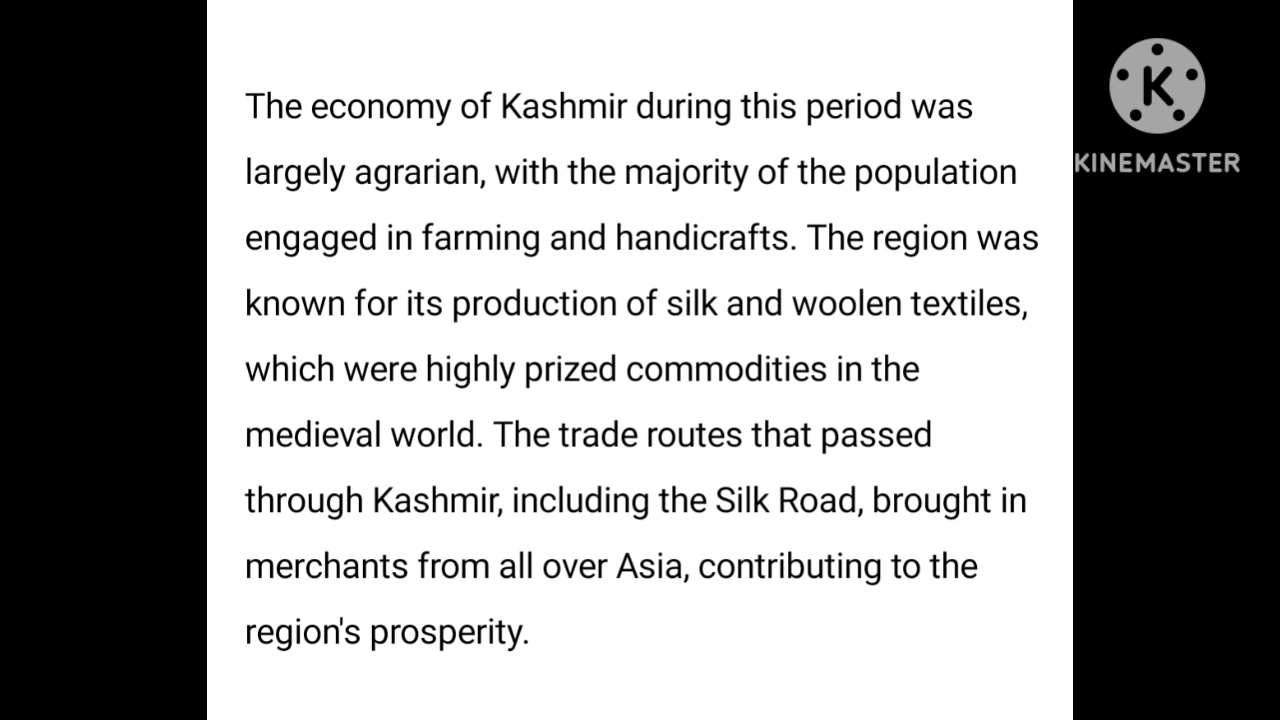 The economy of Kashmir during this period was
largely agrarian, with the majority of the population
engaged in farming and handicrafts. The region was
known for its production of silk and woolen textiles,
which were highly prized commodities in the
medieval world. The trade routes that passed
through Kashmir, including the Silk Road, brought in
merchants from all over Asia, contributing to the
region's prosperity.
K
KINEMASTER